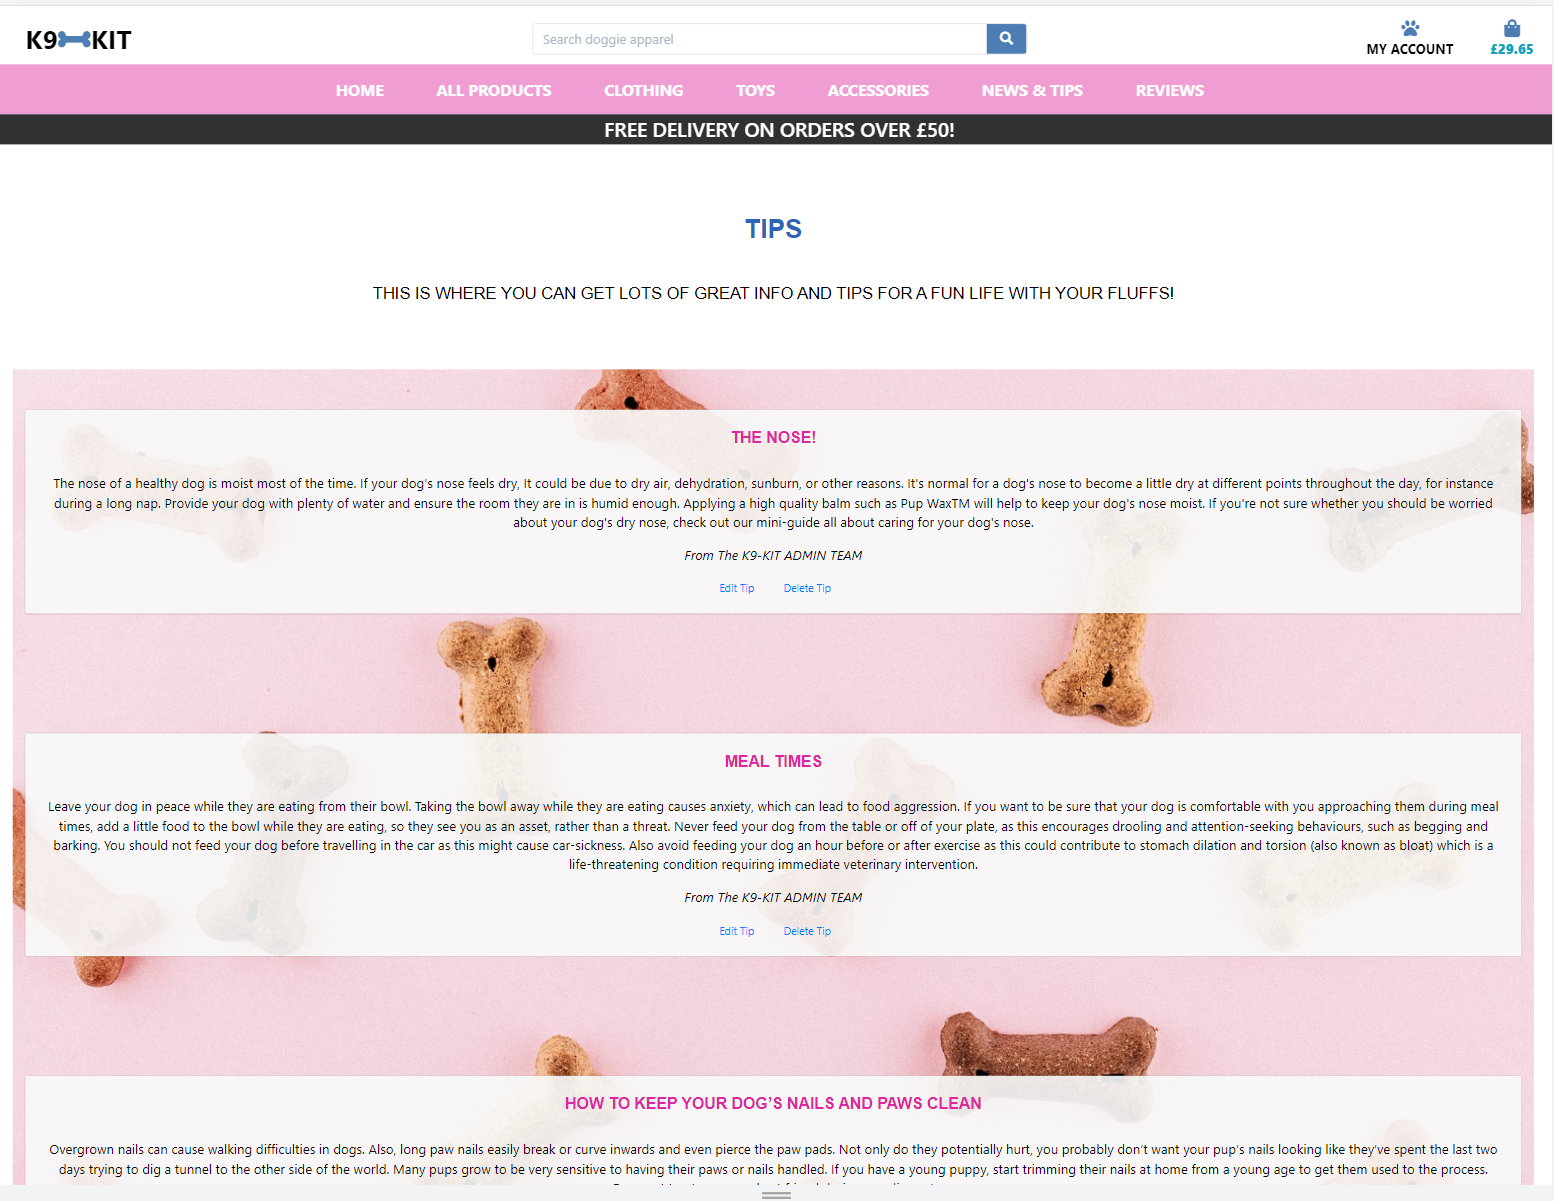 K9 KIT
Search doggie apparel
MY ACCOUNT
£29.65
HOME ALL PRODUCTS CLOTHING TOYS ACCESSORIES NEWS & TIPS REVIEWS
FREE DELIVERY ON ORDERS OVER £50!
TIPS
THIS IS WHERE YOU CAN GET LOTS OF GREAT INFO AND TIPS FOR A FUN LIFE WITH YOUR FLUFFS!
THE NOSE!
The nose of a healthy dog is moist most of the time. If your dog’s nose feels dry, It could be due to dry air, dehydration, sunburn, or other reasons. It's normal for a dog's nose to become a little dry at different points throughout the day, for instance
during a long nap. Provide your dog with plenty of water and ensure the room they are in is humid enough. Applying a high quality balm such as Pup WaxTM will help to keep your dog's nose moist. If you're not sure whether you should be worried
about your dog's dry nose, check out our mini-guide all about caring for your dog's nose.
From The K9-KIT ADMIN TEAM
Edit Tip Delete Tip
MEAL TIMES
Leave your dog in peace while they are eating from their bowl. Taking the bowl away while they are eating causes anxiety, which can lead to food aggression. If you want to be sure that your dog is comfortable with you approaching them during meal
times, add a little food to the bowl while they are eating, so they see you as an asset, rather than a threat. Never feed your dog from the table or off of your plate, as this encourages drooling and attention-seeking behaviours, such as begging and
barking. You should not feed your dog before travelling in the car as this might cause car-sickness. Also avoid feeding your dog an hour before or after exercise as this could contribute to stomach dilation and torsion (also known as bloat) which is a
life-threatening condition requiring immediate veterinary intervention.
From The K9-KIT ADMIN TEAM
Edit Tip Delete Tip
HOW TO KEEP YOUR DOG’S NAILS AND PAWS CLEAN
Overgrown nails can cause walking difficulties in dogs. Also, long paw nails easily break or curve inwards and even pierce the paw pads. Not only do they potentially hurt, you probably don’t want your pup’s nails looking like they’ve spent the last two
days trying to dig a tunnel to the other side of the world. Many pups grow to be very sensitive to having their paws or nails handled. If you have a young puppy, start trimming their nails at home from a young age to get them used to the process.